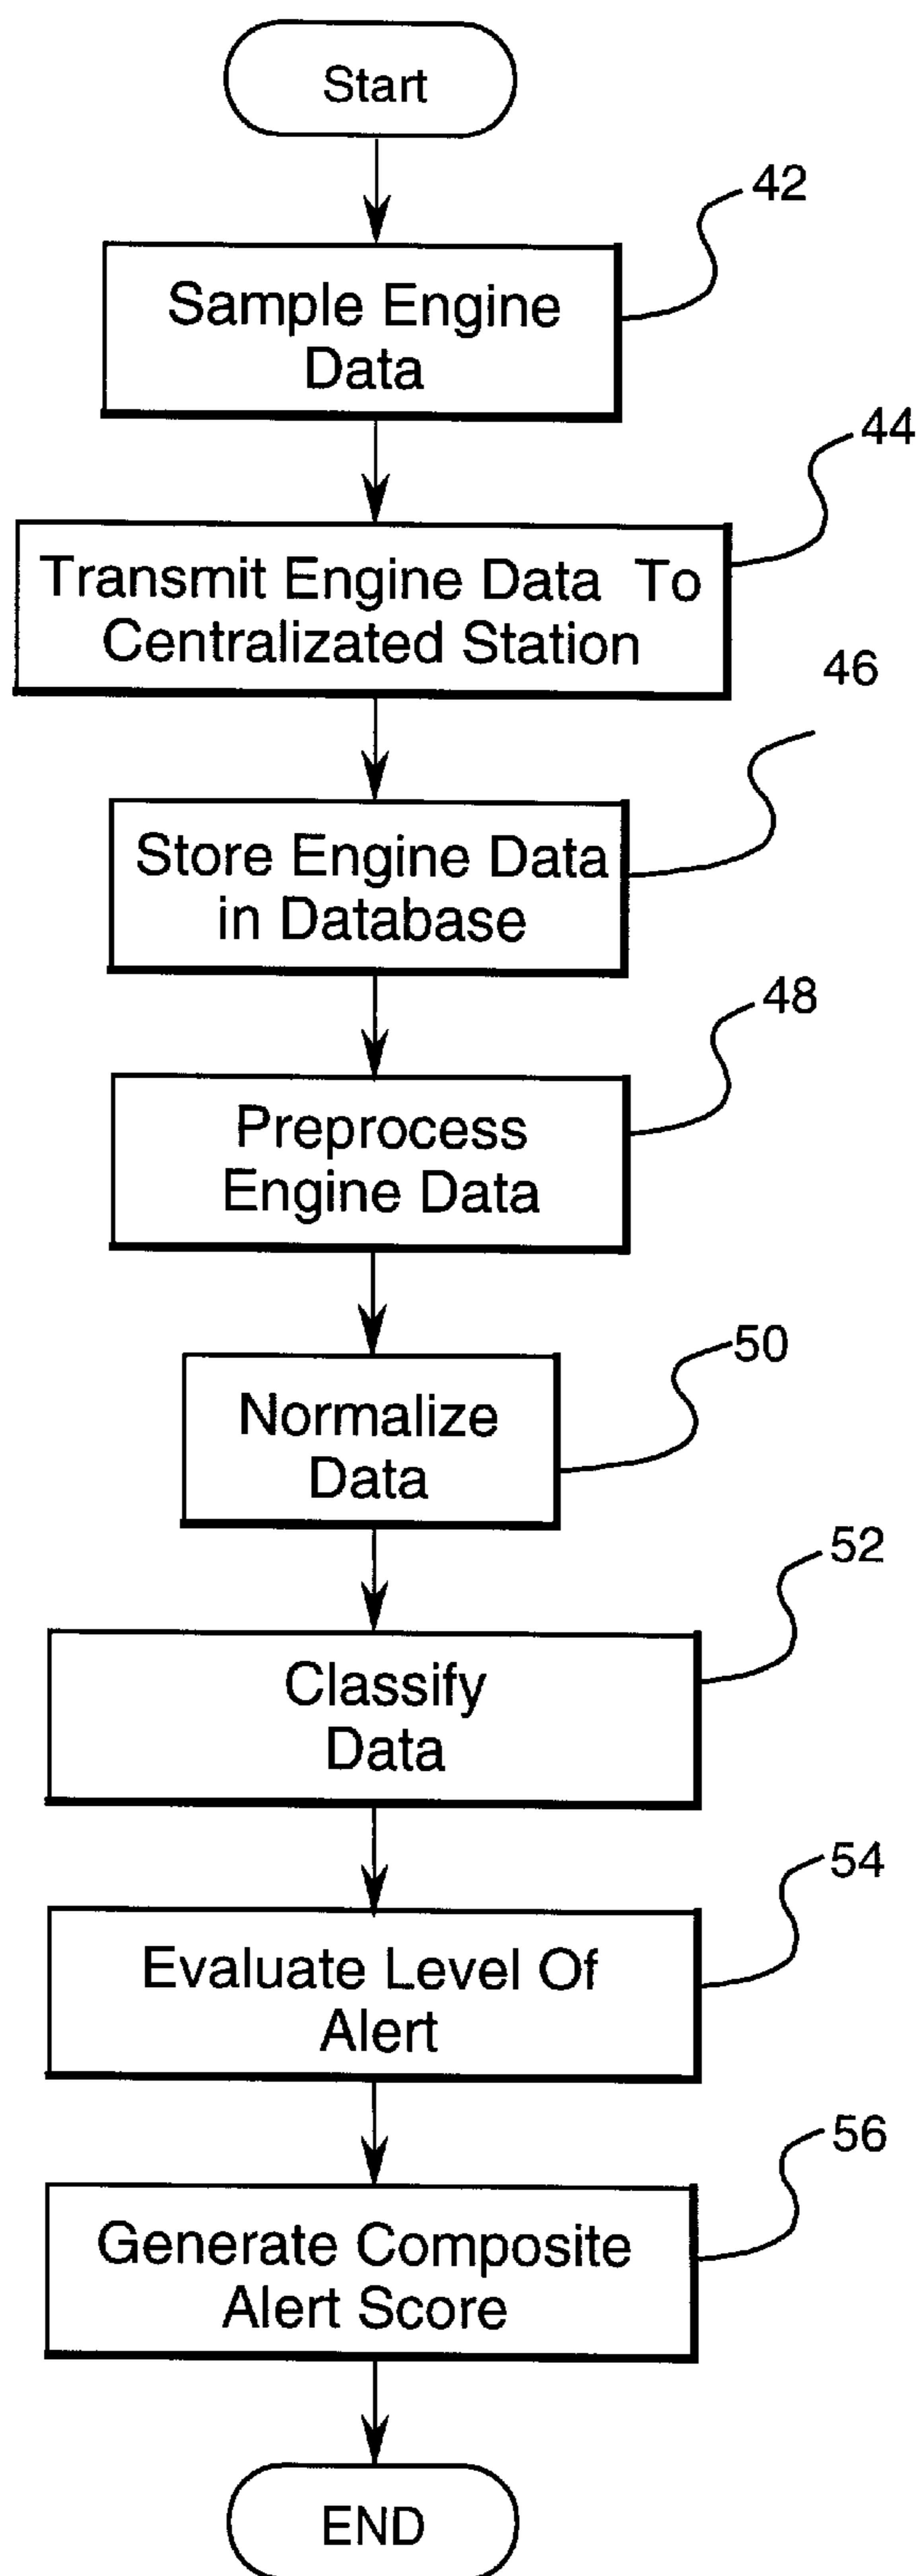 Start
42
Sample Engine
Data
44
Transmit Engine Data To
Centralizated Station
46
Store Engine Data
in Database
48
Preprocess
Engine Data
50
Normalize
Data
52
Classify
Data
54
Evaluate Level Of
Alert
56
Generate Composite
Alert Score
END